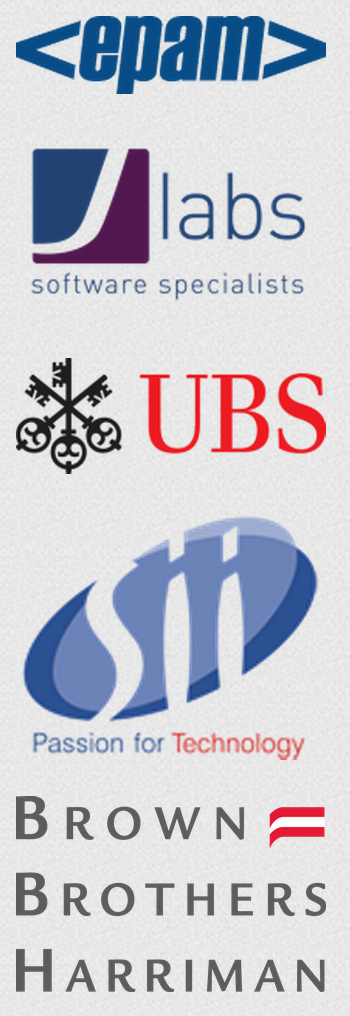 <epam>
J labs
software specialists
UBS
Sii
Passion for Technology
BROWN
BROTHERS
HARRIMAN